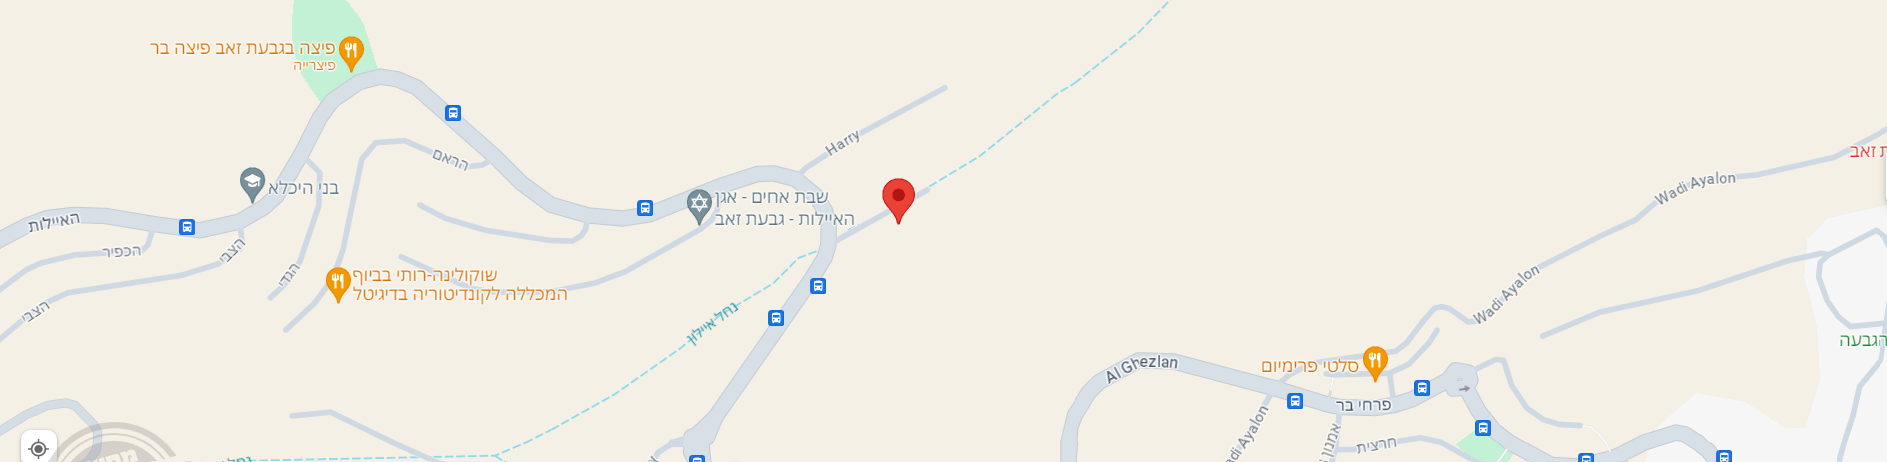 פיצה בגבעת זאב פיצה בר
פיצרייה
Harry
הראם
ת זאב
בני היכלא
Wadi Ayalon
שבת אחים - אגן
האיילות - גבעת זאב
האיילות
הכפיר
הצבי
הגדי
שוקולינה-רותי בביוף
המכללה לקונדיטוריה בדיגיטל
הצבי
נחל איילון
Wadi Ayalon
הגבעה
Al Ghezlan
סלטי פרימיום
פרחי בר
חרצית
אמנון
adi Ayalon
נחל